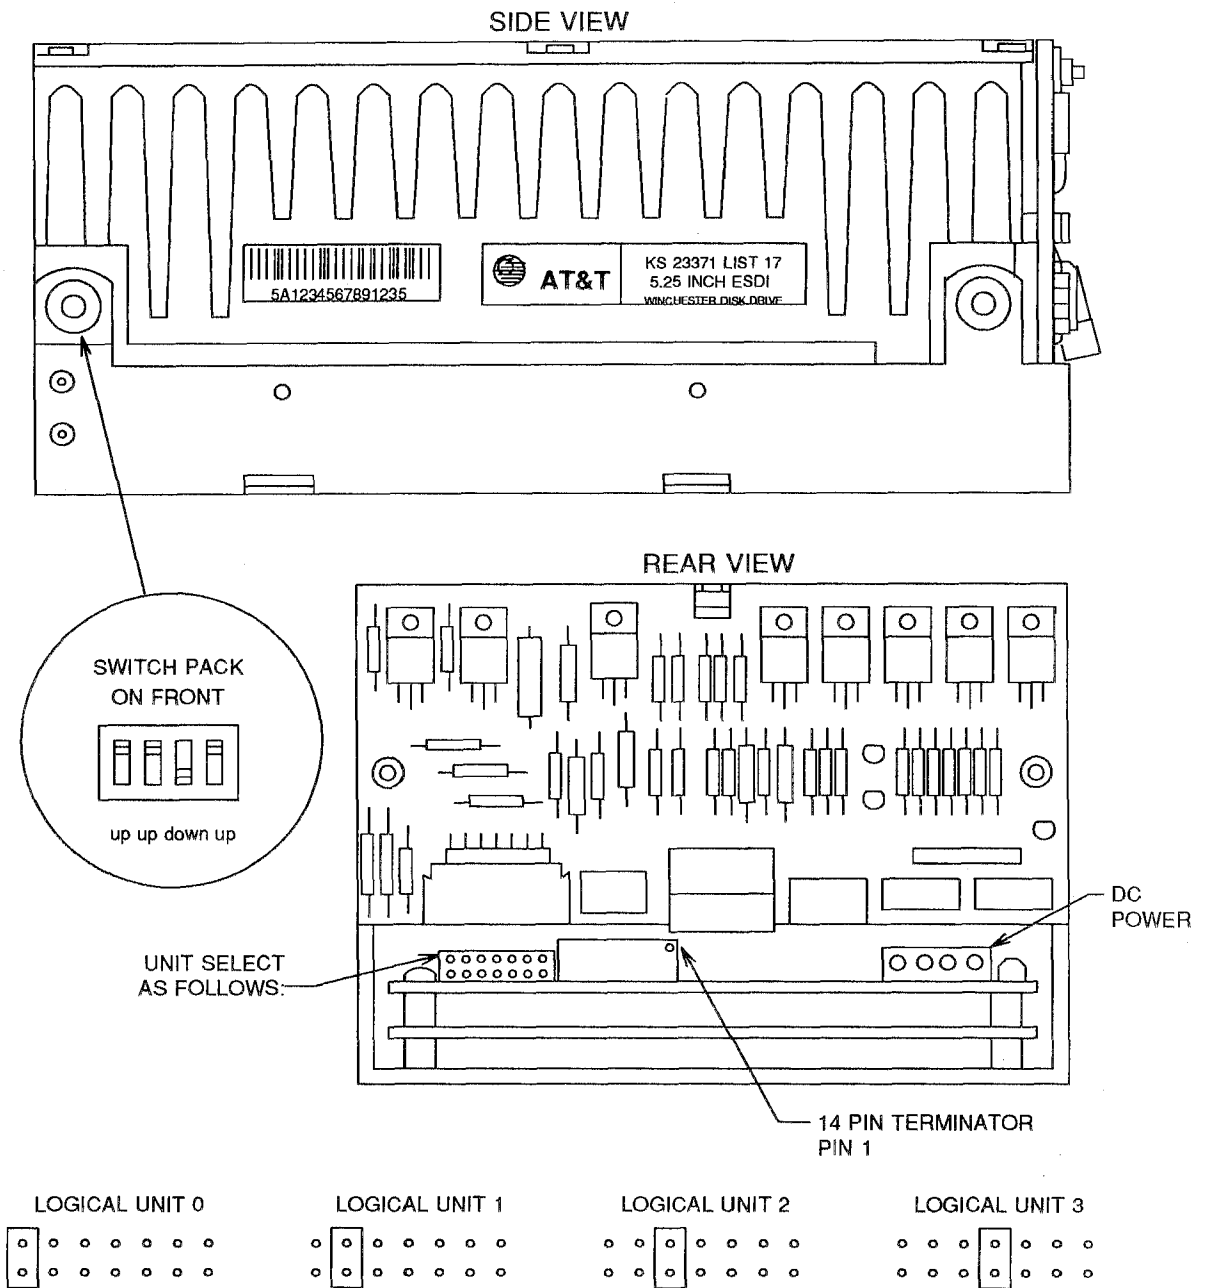 SIDE VIEW
5A1234567891235
AT&T
KS 23371 LIST 17
5.25 INCH ESDI
WINCHESTER DISK DRIVE
REAR VIEW
SWITCH PACK
ON FRONT
up up down up
DC
POWER
UNIT SELECT
AS FOLLOWS:
14 PIN TERMINATOR
PIN 1
LOGICAL UNIT 0
LOGICAL UNIT 1
LOGICAL UNIT 2
LOGICAL UNIT 3